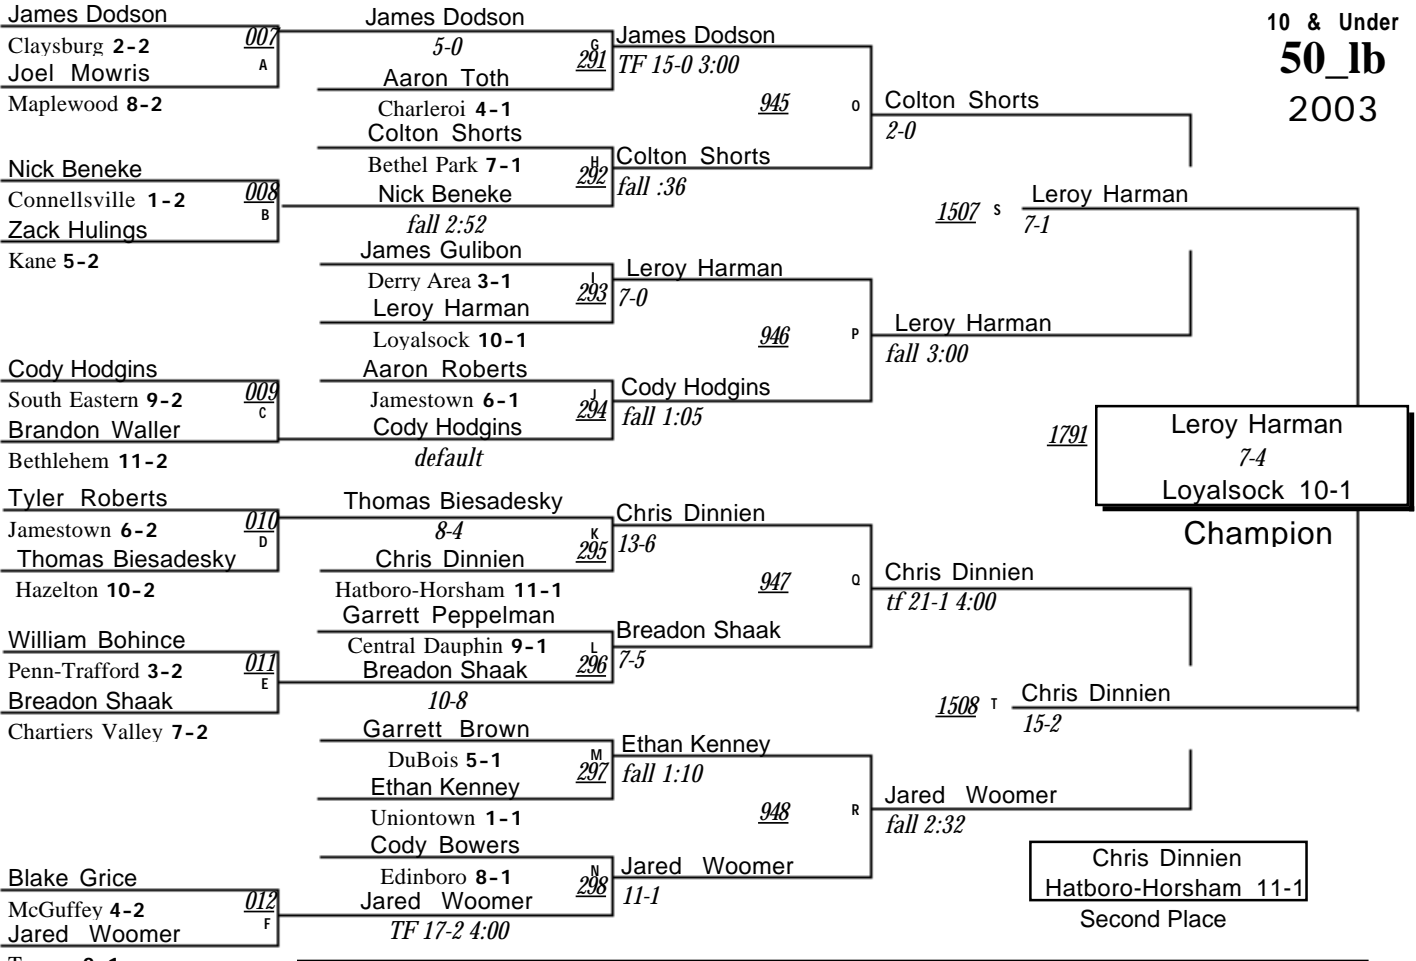 10 & Under
50_lb
2003
James Dodson
Claysburg 2-2
007
A
Joel Mowris
Maplewood 8-2
Nick Beneke
Connellsville 1-2
008
B
Zack Hulings
Kane 5-2
Cody Hodgins
South Eastern 9-2
009
C
Brandon Waller
Bethlehem 11-2
Tyler Roberts
Jamestown 6-2
010
D
Thomas Biesadesky
Hazelton 10-2
William Bohince
Penn-Trafford 3-2
011
E
Breadon Shaak
Chartiers Valley 7-2
Blake Grice
McGuffey 4-2
012
F
Jared Woomer
James Dodson
5-0
G
291
Aaron Toth
Charleroi 4-1
Colton Shorts
Bethel Park 7-1
H
292
Nick Beneke
fall 2:52
James Gulibon
Derry Area 3-1
I
293
Leroy Harman
Loyalsock 10-1
Aaron Roberts
Jamestown 6-1
J
294
Cody Hodgins
default
Thomas Biesadesky
8-4
K
295
Chris Dinnien
Hatboro-Horsham 11-1
Garrett Peppelman
Central Dauphin 9-1
L
296
Breadon Shaak
10-8
Garrett Brown
DuBois 5-1
M
297
Ethan Kenney
Uniontown 1-1
Cody Bowers
Edinboro 8-1
N
298
Jared Woomer
TF 17-2 4:00
James Dodson
TF 15-0 3:00
945
O
Colton Shorts
fall :36
Leroy Harman
7-0
946
P
Cody Hodgins
fall 1:05
Chris Dinnien
13-6
947
Q
Breadon Shaak
7-5
Ethan Kenney
fall 1:10
948
R
Jared Woomer
11-1
Colton Shorts
2-0
1507 S
Leroy Harman
fall 3:00
Chris Dinnien
tf 21-1 4:00
1508 T
Jared Woomer
fall 2:32
Leroy Harman
7-1
Chris Dinnien
15-2
1791
Leroy Harman
7-4
Loyalsock 10-1
Champion
Chris Dinnien
Hatboro-Horsham 11-1
Second Place